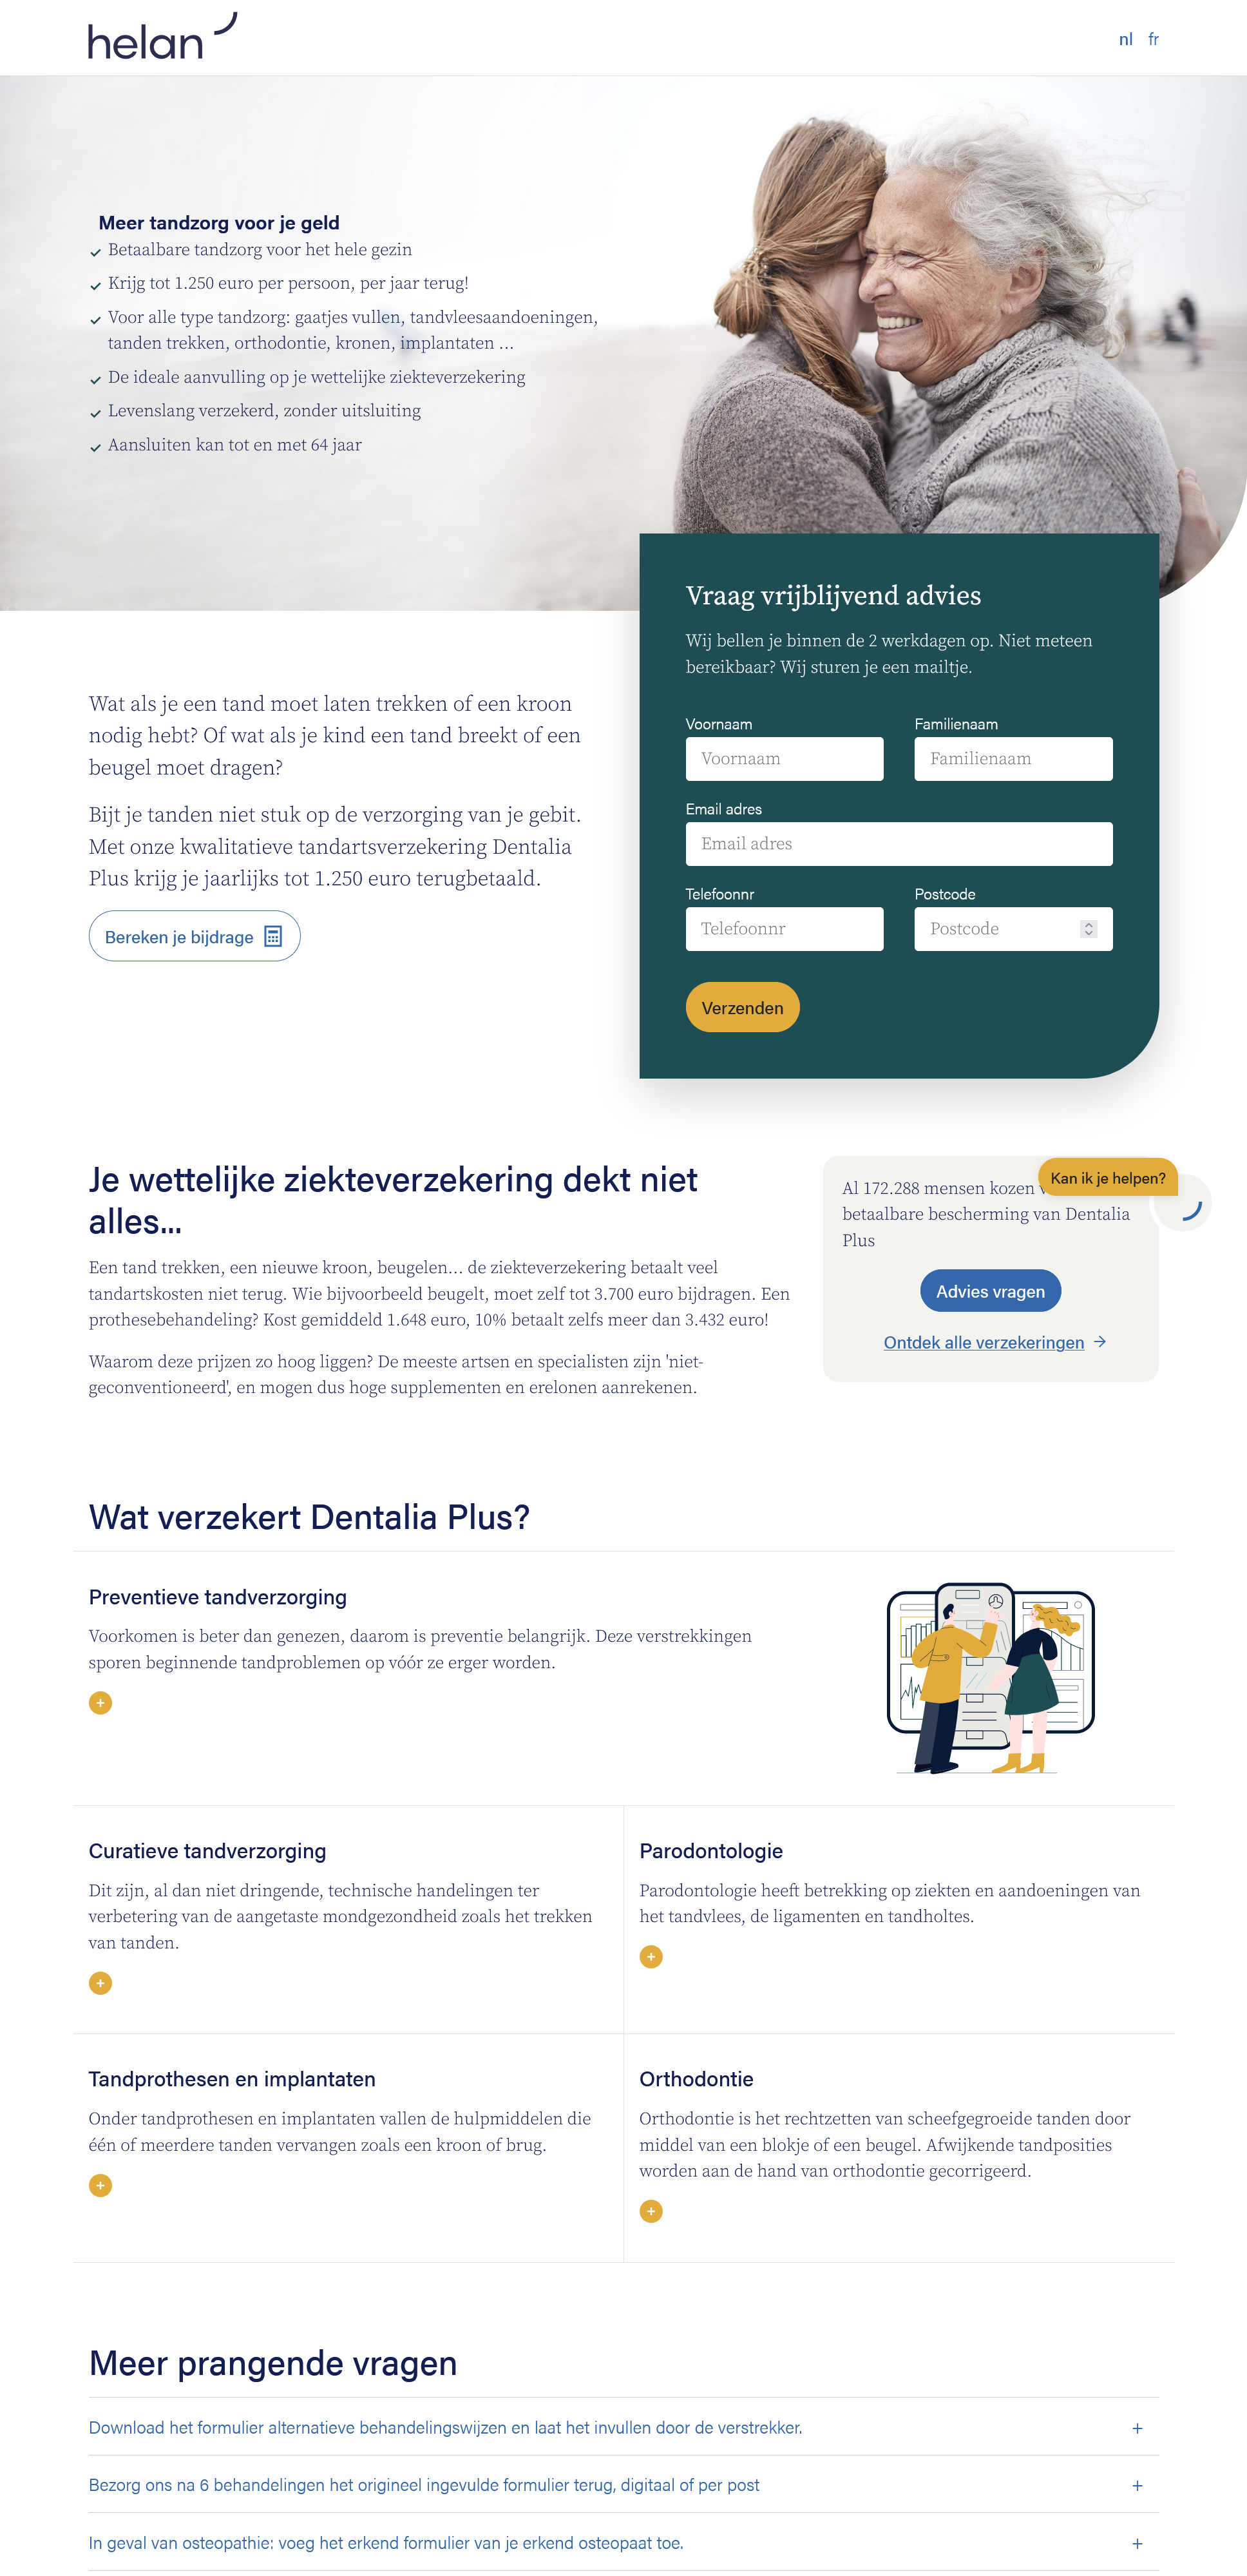 helan
nl fr
Meer tandzorg voor je geld
Betaalbare tandzorg voor het hele gezin
Krijg tot 1.250 euro per persoon, per jaar terug!
Voor alle type tandzorg: gaatjes vullen, tandvleesaandoeningen,
tanden trekken, orthodontie, kronen, implantaten ...
De ideale aanvulling op je wettelijke ziekteverzekering
Levenslang verzekerd, zonder uitsluiting
Aansluiten kan tot en met 64 jaar
Vraag vrijblijvend advies
Wij bellen je binnen de 2 werkdagen op. Niet meteen
bereikbaar? Wij sturen je een mailtje.
Voornaam Familienaam
Voornaam Familienaam
Email adres
Email adres
Telefoonnr Postcode
Telefoonnr Postcode
Verzenden
Wat als je een tand moet laten trekken of een kroon
nodig hebt? Of wat als je kind een tand breekt of een
beugel moet dragen?
Bijt je tanden niet stuk op de verzorging van je gebit.
Met onze kwalitatieve tandartsverzekering Dentalia
Plus krijg je jaarlijks tot 1.250 euro terugbetaald.
Bereken je bijdrage
Je wettelijke ziekteverzekering dekt niet
alles...
Een tand trekken, een nieuwe kroon, beugelen... de ziekteverzekering betaalt veel
tandartskosten niet terug. Wie bijvoorbeeld beugelt, moet zelf tot 3.700 euro bijdragen. Een
prothesebehandeling? Kost gemiddeld 1.648 euro, 10% betaalt zelfs meer dan 3.432 euro!
Waarom deze prijzen zo hoog liggen? De meeste artsen en specialisten zijn 'niet-
geconventioneerd', en mogen dus hoge supplementen en erelonen aanrekenen.
Al 172.288 mensen kozen
betaalbare bescherming van Dentalia
Plus
Kan ik je helpen?
Advies vragen
Ontdek alle verzekeringen
Wat verzekert Dentalia Plus?
Preventieve tandverzorging
Voorkomen is beter dan genezen, daarom is preventie belangrijk. Deze verstrekkingen
sporen beginnende tandproblemen op vóór ze erger worden.
Curatieve tandverzorging
Dit zijn, al dan niet dringende, technische handelingen ter
verbetering van de aangetaste mondgezondheid zoals het trekken
van tanden.
Parodontologie
Parodontologie heeft betrekking op ziekten en aandoeningen van
het tandvlees, de ligamenten en tandholtes.
Tandprothesen en implantaten
Onder tandprothesen en implantaten vallen de hulpmiddelen die
één of meerdere tanden vervangen zoals een kroon of brug.
Orthodontie
Orthodontie is het rechtzetten van scheefgegroeide tanden door
middel van een blokje of een beugel. Afwijkende tandposities
worden aan de hand van orthodontie gecorrigeerd.
Meer prangende vragen
Download het formulier alternatieve behandelingswijzen en laat het invullen door de verstrekker. +
Bezorg ons na 6 behandelingen het origineel ingevulde formulier terug, digitaal of per post +
In geval van osteopathie: voeg het erkend formulier van je erkend osteopaat toe. +